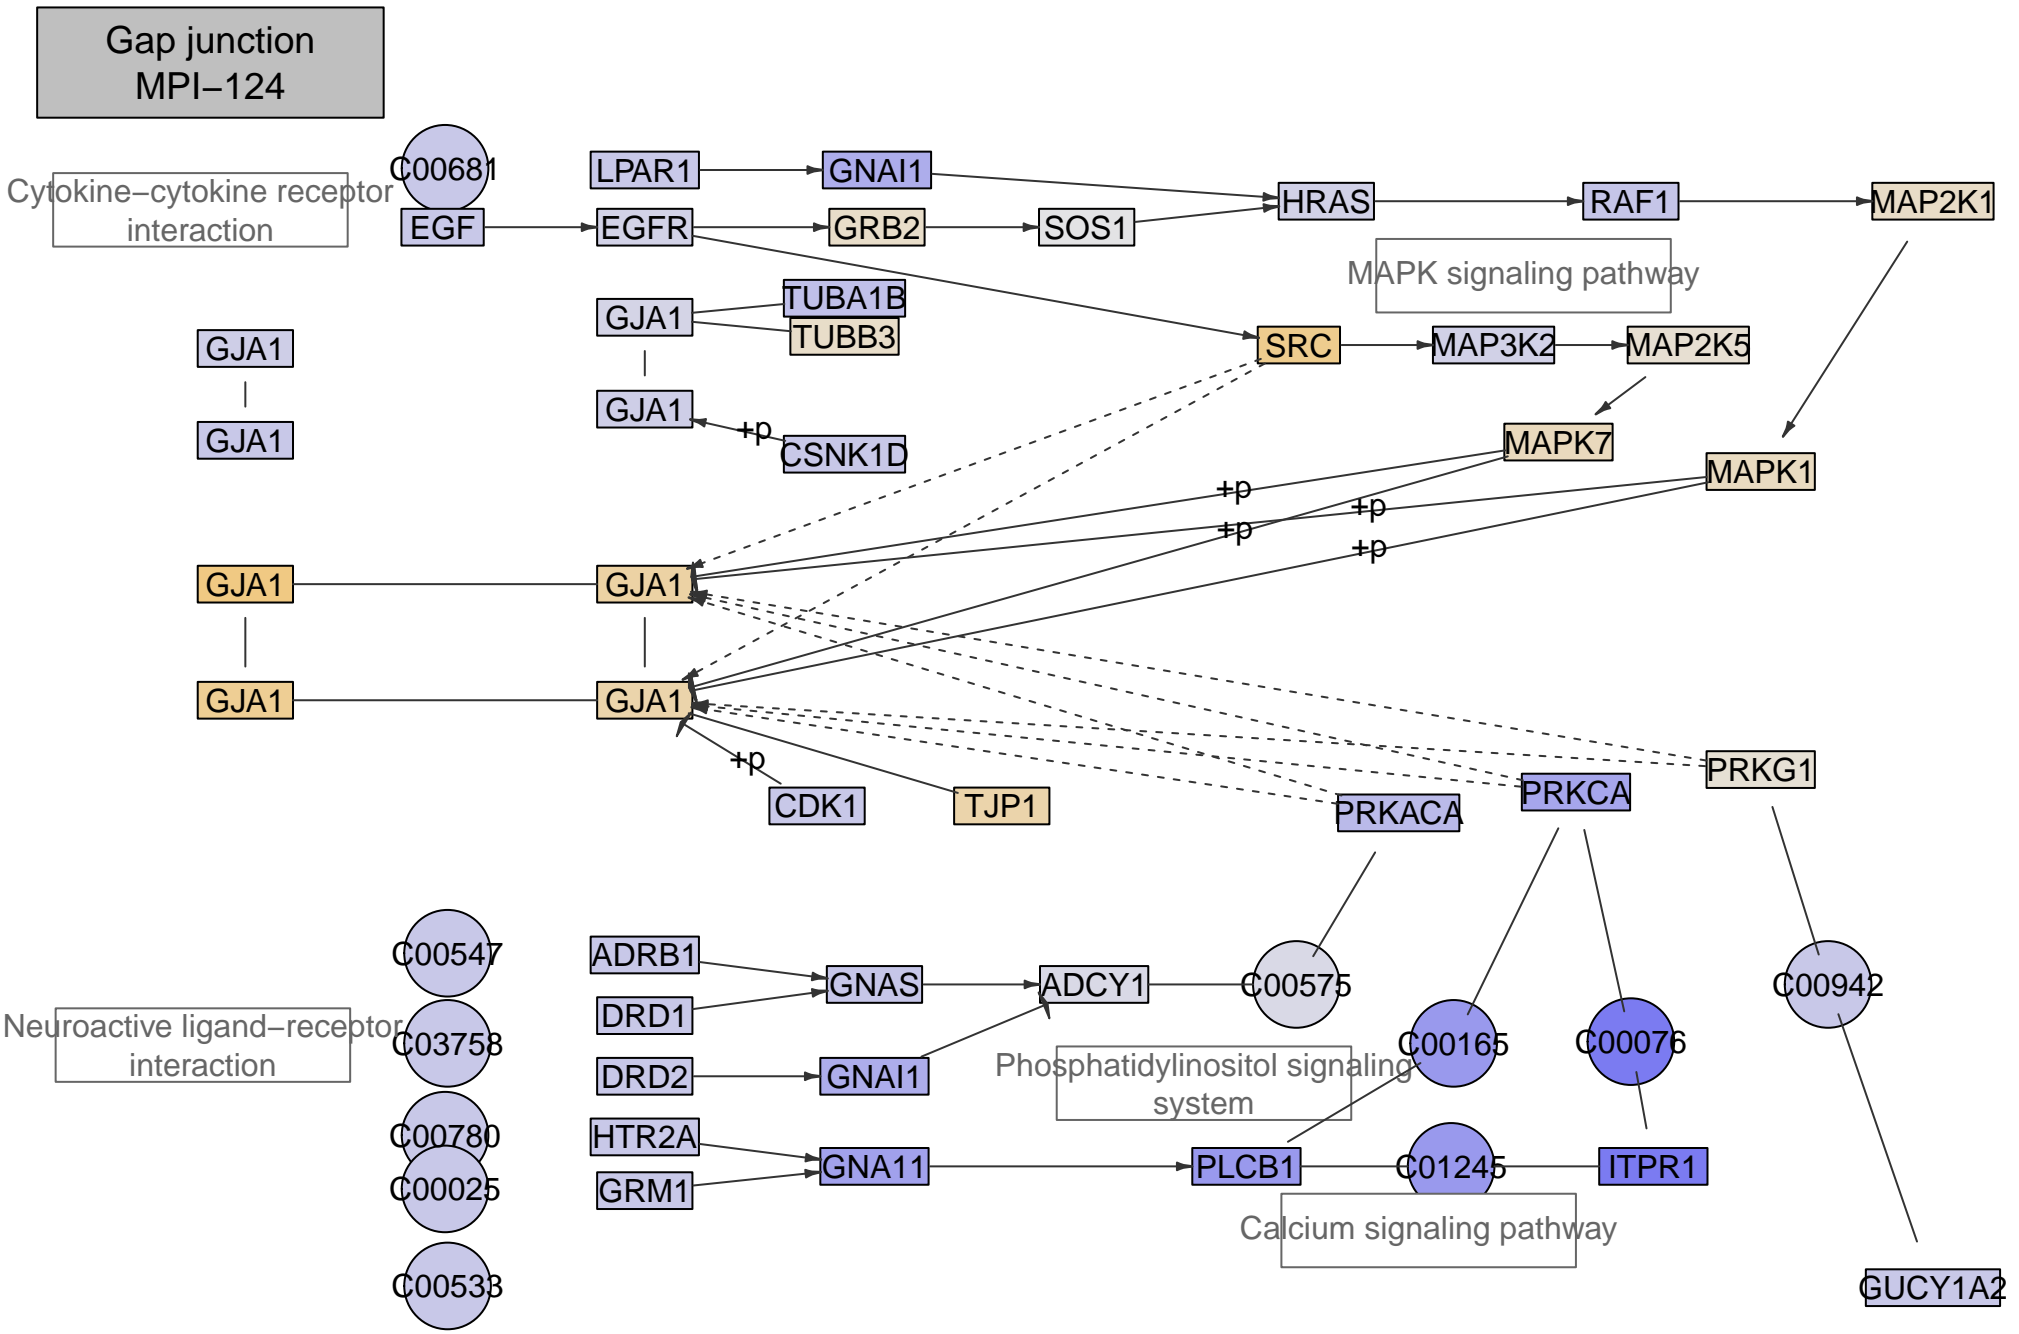 Gap junction
MPI−124
C00681
LPAR1
GNAI1
Cytokine−cytokine receptor
interaction
HRAS
RAF1
MAP2K1
EGF
EGFR
GRB2
SOS1
MAPK signaling pathway
TUBA1B
GJA1
TUBB3
GJA1
SRC
MAP3K2
MAP2K5
GJA1
GJA1
+p
CSNK1D
MAPK7
MAPK1
+p
+p
+p
+p
GJA1
GJA1
GJA1
GJA1
+p
CDK1
TJP1
PRKACA
PRKCA
PRKG1
C00547
ADRB1
GNAS
ADCY1
C00575
C00942
DRD1
Neuroactive ligand−receptor
interaction
C03758
C00165
C00076
DRD2
GNAI1
Phosphatidylinositol signaling
system
C00780
HTR2A
GNA11
PLCB1
C01245
ITPR1
C00025
GRM1
Calcium signaling pathway
C00533
GUCY1A2